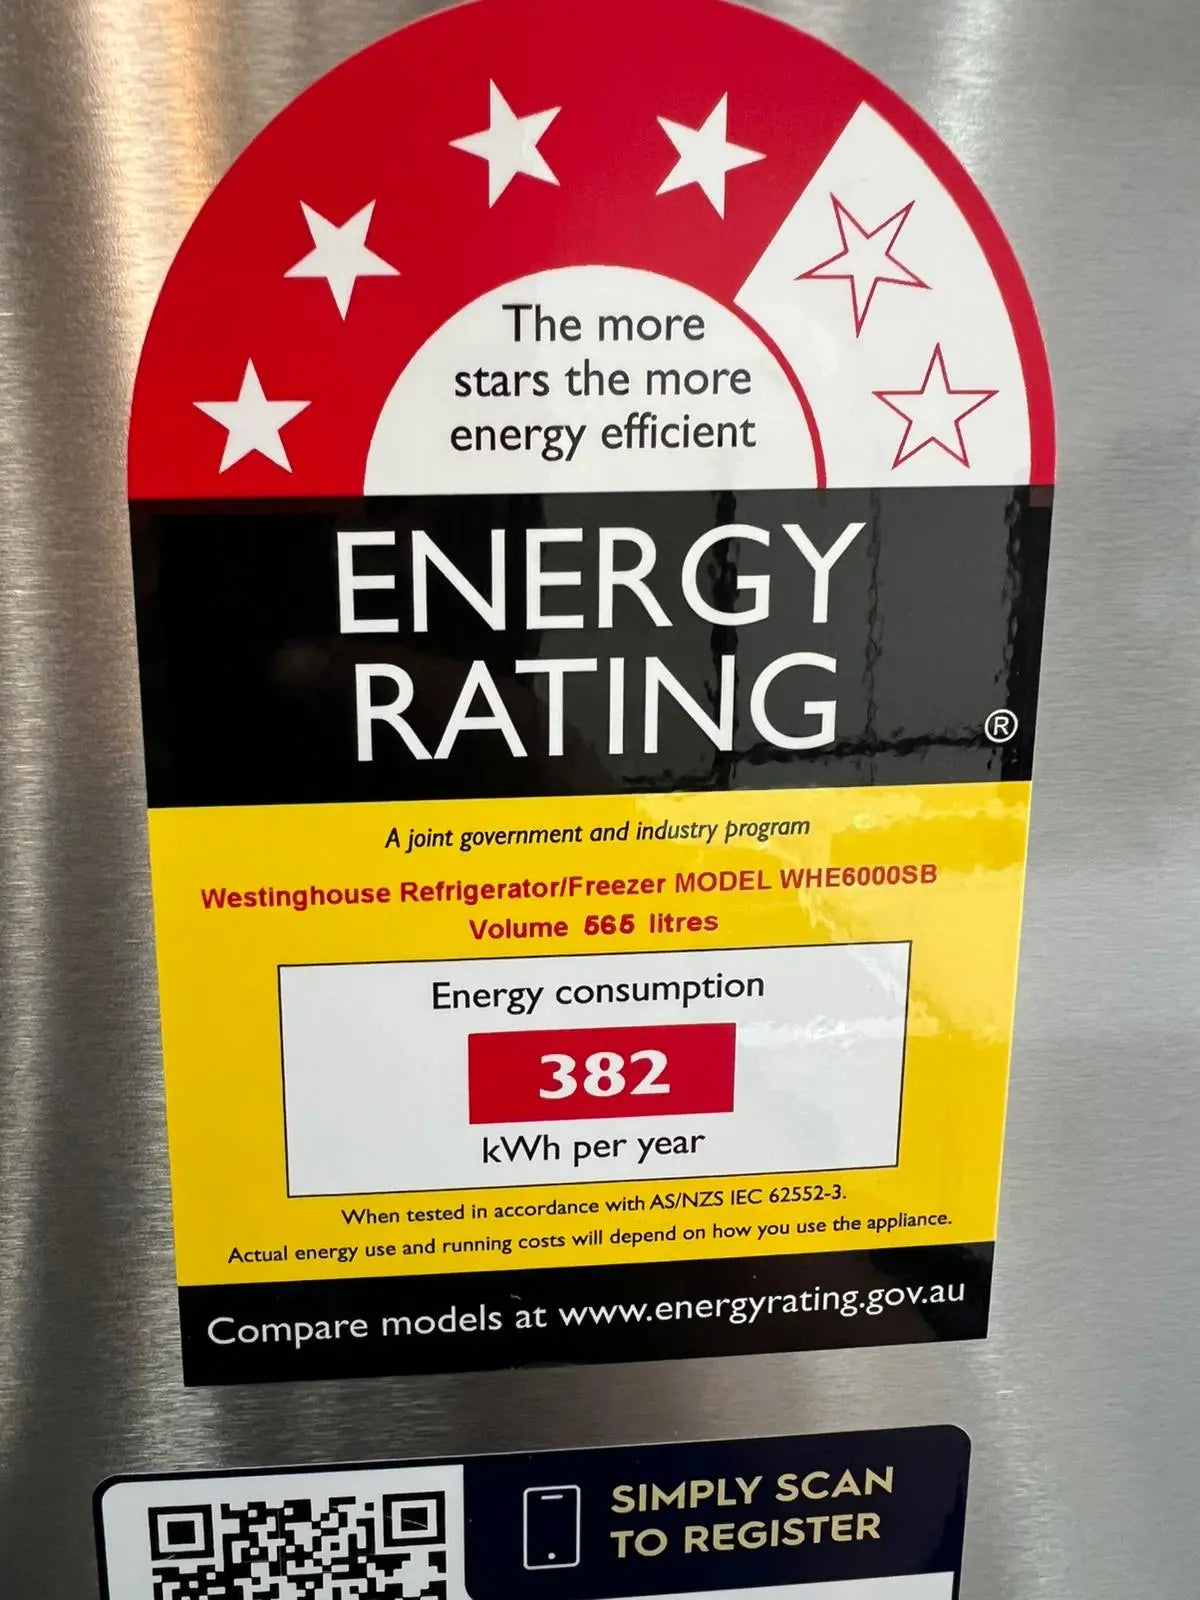 The more
stars the more
energy efficient
ENERGY
RATING
®
A joint government and industry program
Westinghouse Refrigerator/Freezer MODEL WHE6000SB
Volume 565 litres
Energy consumption
382
kWh per year
When tested in accordance with AS/NZS IEC 62552-3.
Actual energy use and running costs will depend on how you use the appliance.
Compare models at www.energyrating.gov.au
SIMPLY SCAN
TO REGISTER